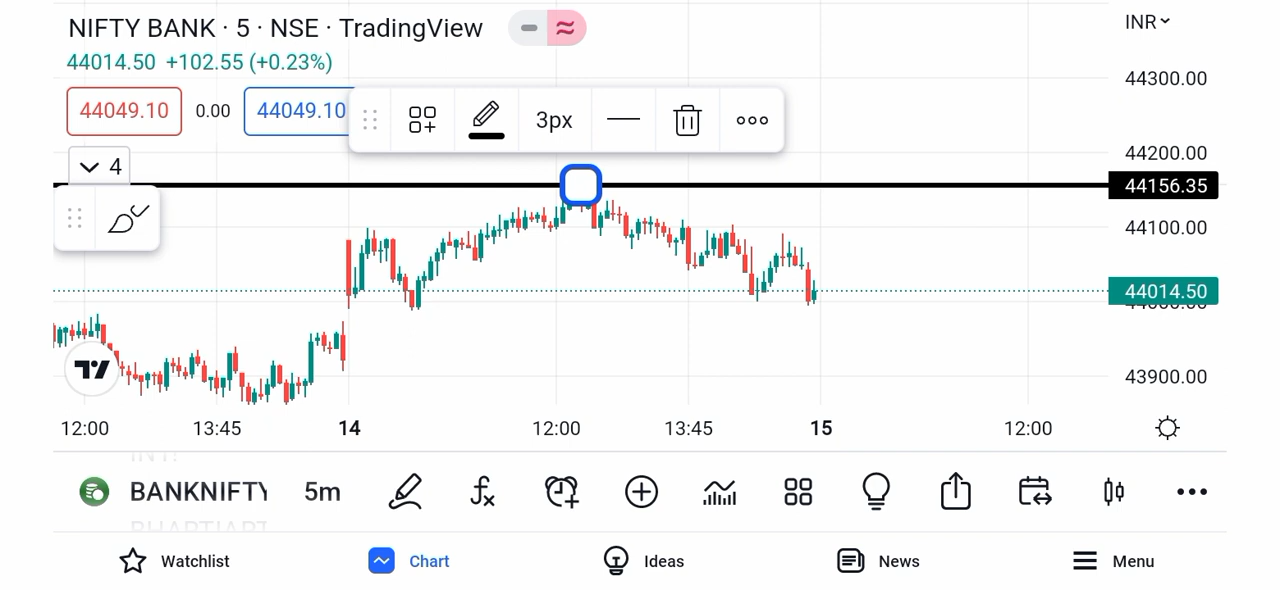 NIFTY BANK · 5 · NSE · TradingView
INR
44014.50 +102.55 (+0.23%)
44300.00
44049.10 0.00 44049.10
3px
44200.00
4
44156.35
44100.00
44014.50
43900.00
12:00 13:45 14 12:00 13:45 15 12:00
BANKNIFTY 5m
Watchlist Chart Ideas News Menu